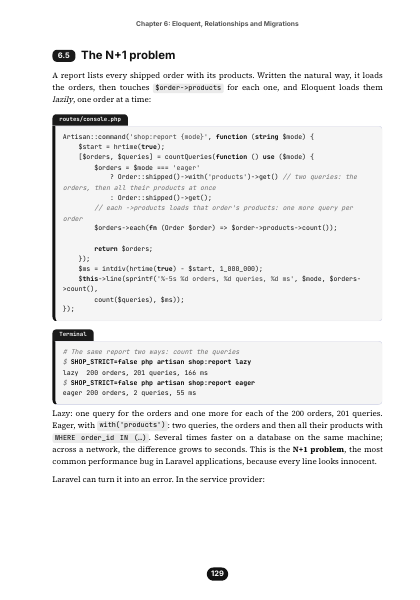 Chapter 6: Eloquent, Relationships and Migrations
6.5 The N+1 problem
A report lists every shipped order with its products. Written the natural way, it loads
the orders, then touches $order->products for each one, and Eloquent loads them
lazily, one order at a time:
routes/console.php
Artisan::command('shop:report {mode}', function (string $mode) {
    $start = hrtime(true);
    [$orders, $queries] = countQueries(function () use ($mode) {
        $orders = $mode === 'eager'
            ? Order::shipped()->with('products')->get() // two queries: the
orders, then all their products at once
            : Order::shipped()->get();
        // each ->products loads that order's products: one more query per
order
        $orders->each(fn (Order $order) => $order->products->count());

        return $orders;
    });
    $ms = intdiv(hrtime(true) - $start, 1_000_000);
    $this->line(sprintf('%-5s %d orders, %d queries, %d ms', $mode, $orders-
>count(),
        count($queries), $ms));
});
Terminal
# The same report two ways: count the queries
$ SHOP_STRICT=false php artisan shop:report lazy
lazy  200 orders, 201 queries, 166 ms
$ SHOP_STRICT=false php artisan shop:report eager
eager 200 orders, 2 queries, 55 ms
Lazy: one query for the orders and one more for each of the 200 orders, 201 queries.
Eager, with with('products'): two queries, the orders and then all their products with
WHERE order_id IN (…). Several times faster on a database on the same machine;
across a network, the difference grows to seconds. This is the N+1 problem, the most
common performance bug in Laravel applications, because every line looks innocent.
Laravel can turn it into an error. In the service provider:
129